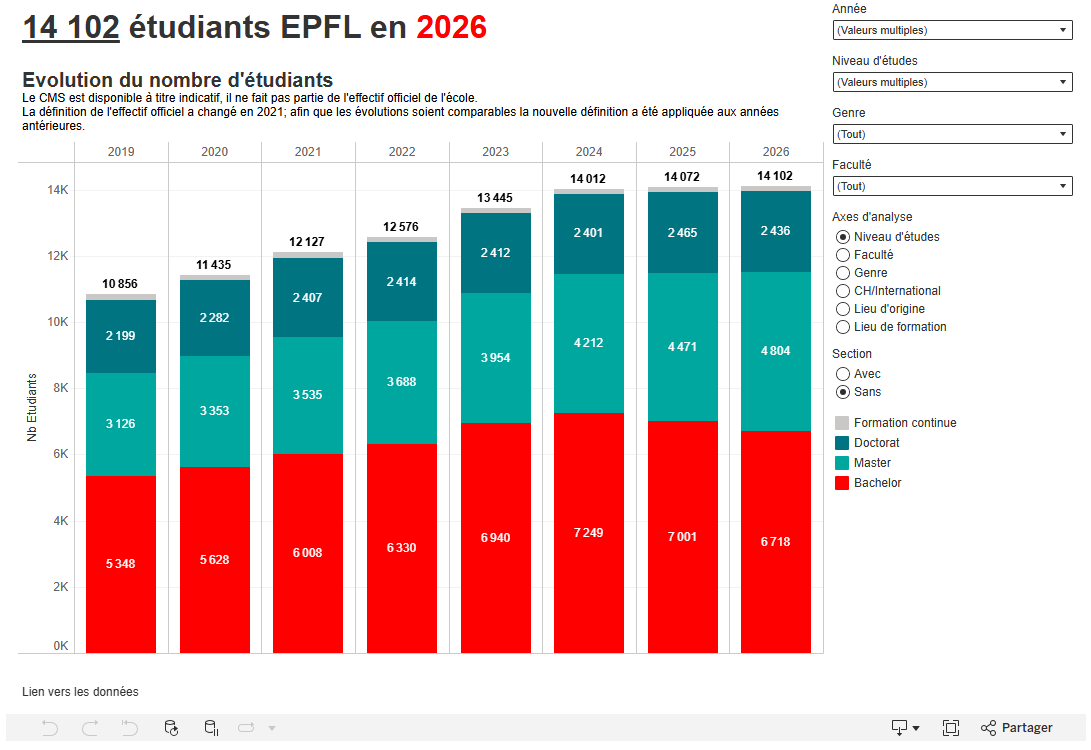 14 102 étudiants EPFL en 2026
Evolution du nombre d'étudiants
Le CMS est disponible à titre indicatif, il ne fait pas partie de l'effectif officiel de l'école.
La définition de l'effectif officiel a changé en 2021; afin que les évolutions soient comparables la nouvelle définition a été appliquée aux années
antérieures.
2019 2020 2021 2022 2023 2024 2025 2026
Nb Etudiants
14K
12K
10K
8K
6K
4K
2K
0K
10 856
2 199
3 126
5 348
11 435
2 282
3 353
5 628
12 127
2 407
3 535
6 008
12 576
2 414
3 688
6 330
13 445
2 412
3 954
6 940
14 012
2 401
4 212
7 249
14 072
2 465
4 471
7 001
14 102
2 436
4 804
6 718
Lien vers les données
Année
(Valeurs multiples)
Niveau d'études
(Valeurs multiples)
Genre
(Tout)
Faculté
(Tout)
Axes d'analyse
Niveau d'études
Faculté
Genre
CH/International
Lieu d'origine
Lieu de formation
Section
Avec
Sans
Formation continue
Doctorat
Master
Bachelor
Partager